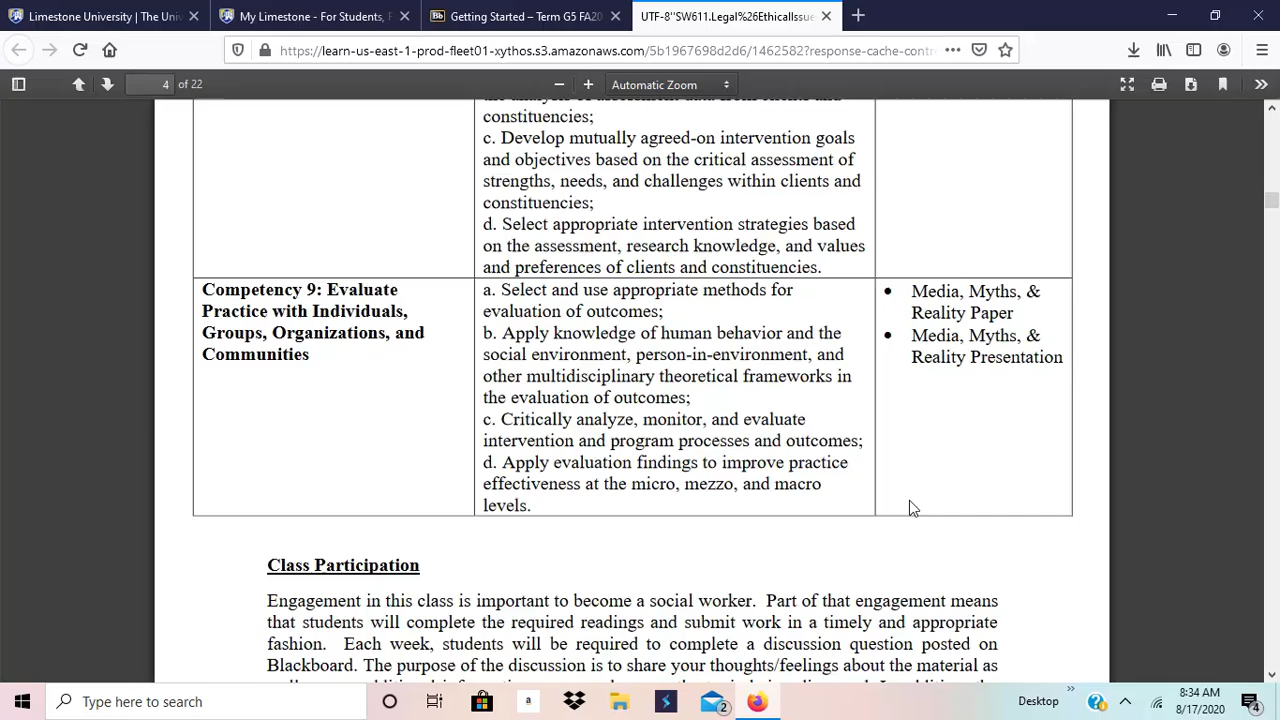 Limestone University | The Uni
My Limestone - For Students, F
Bb Getting Started – Term G5 FA20
UTF-8''SW611.Legal%26EthicalIssue
https://learn-us-east-1-prod-fleet01-xythos.s3.amazonaws.com/5b1967698d2d6/1462582?response-cache-contr
4 of 22
Automatic Zoom
the analysis of assessment data from clients and
constituencies;
c. Develop mutually agreed-on intervention goals
and objectives based on the critical assessment of
strengths, needs, and challenges within clients and
constituencies;
d. Select appropriate intervention strategies based
on the assessment, research knowledge, and values
and preferences of clients and constituencies.
Competency 9: Evaluate
Practice with Individuals,
Groups, Organizations, and
Communities
a. Select and use appropriate methods for
evaluation of outcomes;
b. Apply knowledge of human behavior and the
social environment, person-in-environment, and
other multidisciplinary theoretical frameworks in
the evaluation of outcomes;
c. Critically analyze, monitor, and evaluate
intervention and program processes and outcomes;
d. Apply evaluation findings to improve practice
effectiveness at the micro, mezzo, and macro
levels.
• Media, Myths, &
Reality Paper
• Media, Myths, &
Reality Presentation
Class Participation
Engagement in this class is important to become a social worker. Part of that engagement means
that students will complete the required readings and submit work in a timely and appropriate
fashion. Each week, students will be required to complete a discussion question posted on
Blackboard. The purpose of the discussion is to share your thoughts/feelings about the material as
Type here to search
a
2
Desktop
8:34 AM
8/17/2020
4